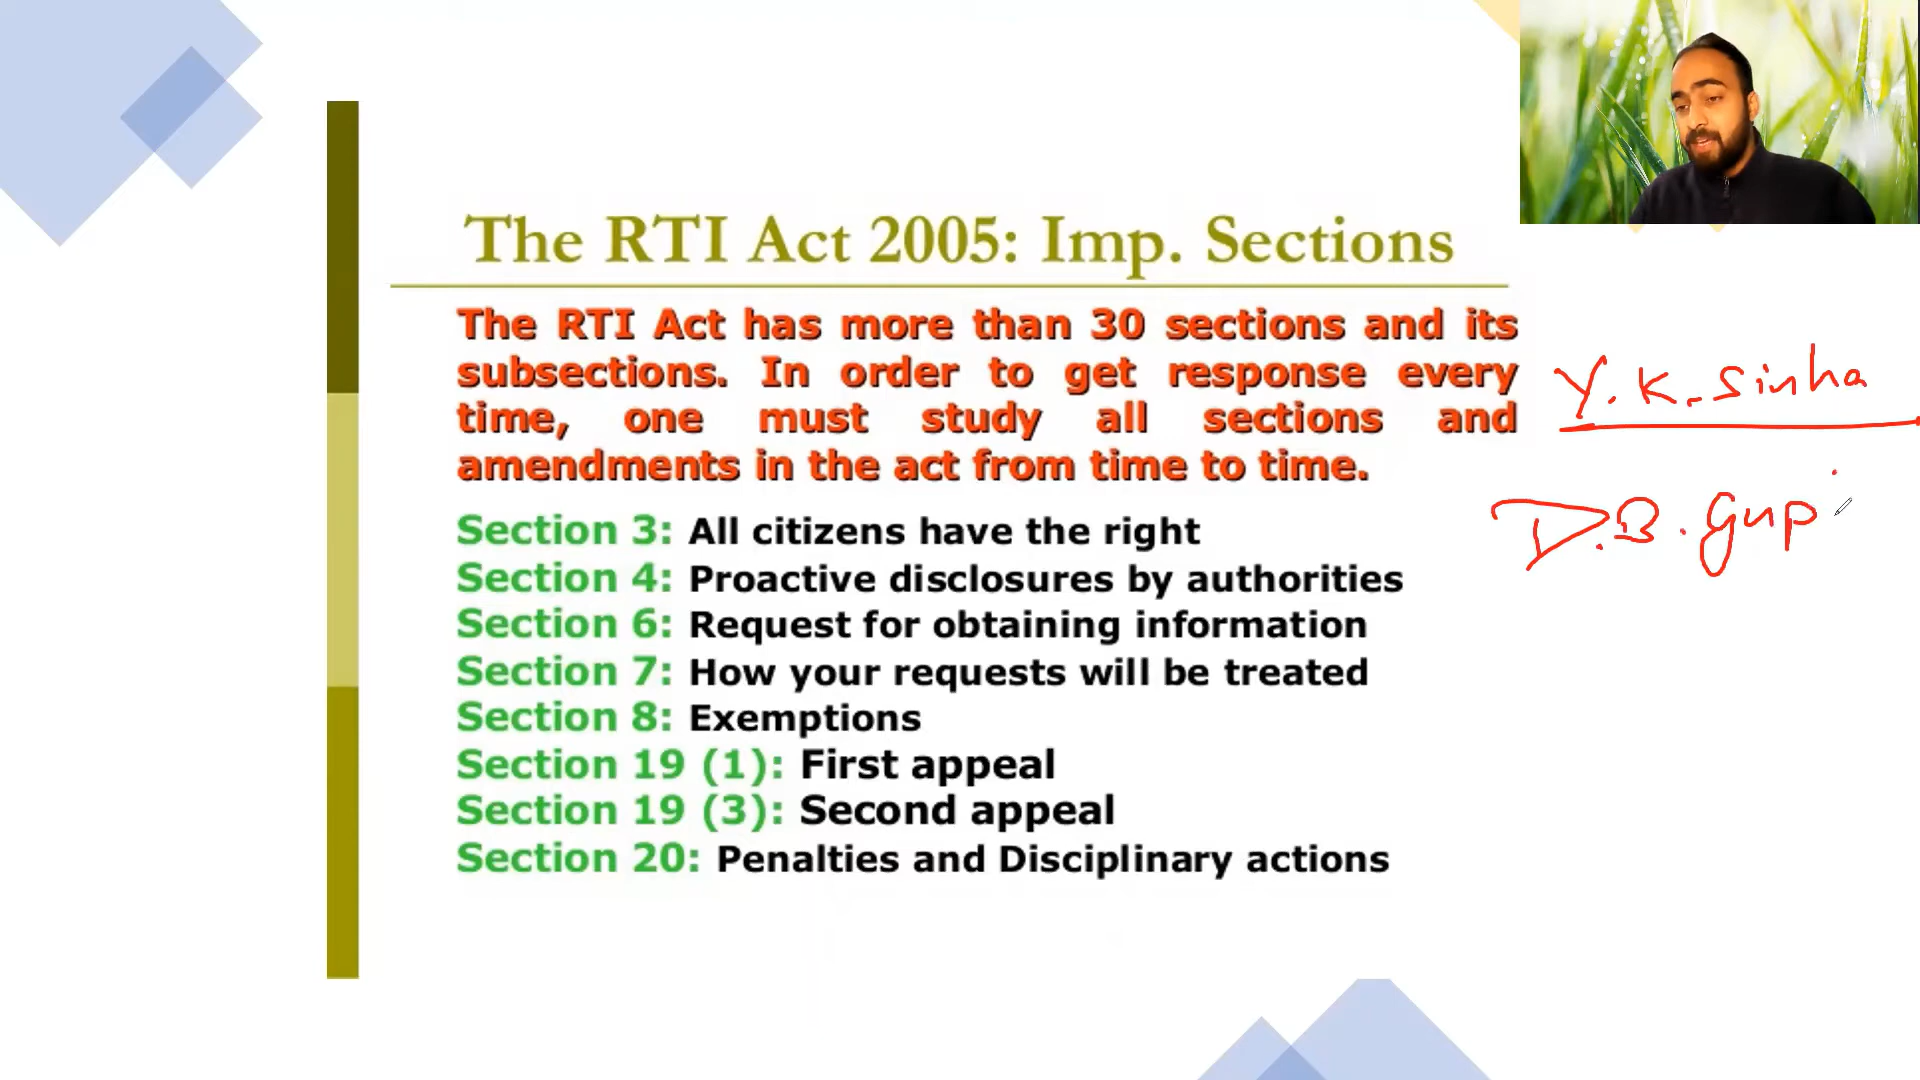 The RTI Act 2005: Imp. Sections
The RTI Act has more than 30 sections and its
subsections. In order to get response every
time, one must study all sections and
amendments in the act from time to time.
Y. K. Sinha
D.B. Gup
Section 3: All citizens have the right
Section 4: Proactive disclosures by authorities
Section 6: Request for obtaining information
Section 7: How your requests will be treated
Section 8: Exemptions
Section 19 (1): First appeal
Section 19 (3): Second appeal
Section 20: Penalties and Disciplinary actions